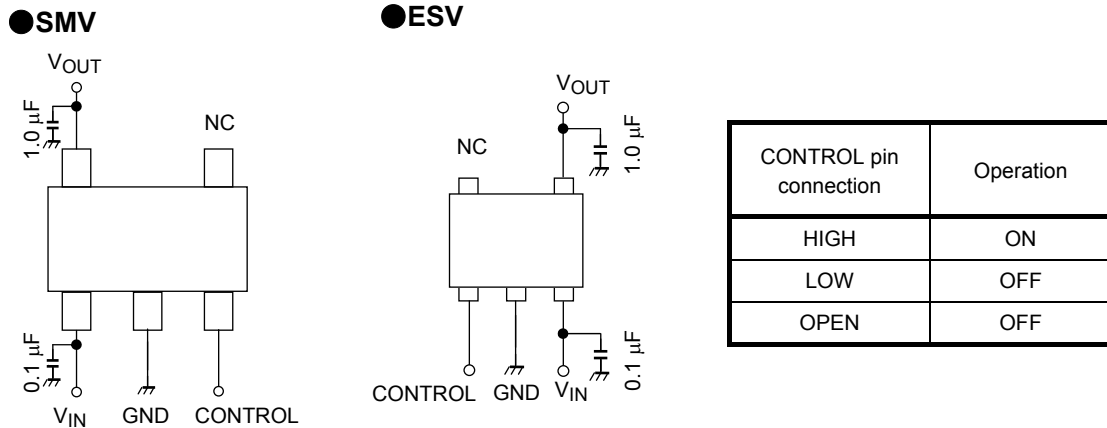 ●SMV
VOUT
1.0 μF
NC
0.1 μF
VIN GND CONTROL
●ESV
VOUT
NC
1.0 μF
CONTROL GND VIN
0.1 μF
CONTROL pin connection Operation
HIGH ON
LOW OFF
OPEN OFF